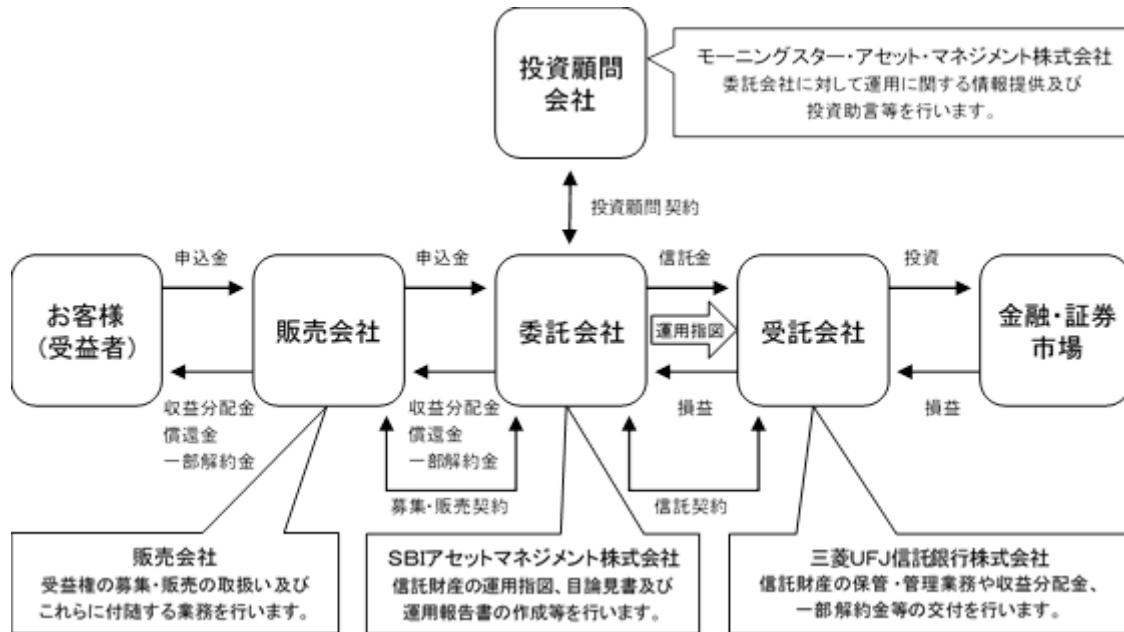 投資顧問
会社
モーニングスター・アセット・マネジメント株式会社
委託会社に対して運用に関する情報提供及び
投資助言等を行います。
投資顧問契約
申込金
申込金
信託金
投資
お客様
（受益者）
販売会社
委託会社
運用指図
受託会社
金融・証券
市場
収益分配金
償還金
一部解約金
収益分配金
償還金
一部解約金
損益
損益
募集・販売契約
信託契約
販売会社
受益権の募集・販売の取扱い及び
これらに付随する業務を行います。
SBIアセットマネジメント株式会社
信託財産の運用指図、目論見書及び
運用報告書の作成等を行います。
三菱UFJ信託銀行株式会社
信託財産の保管・管理業務や収益分配金、
一部解約金等の交付を行います。